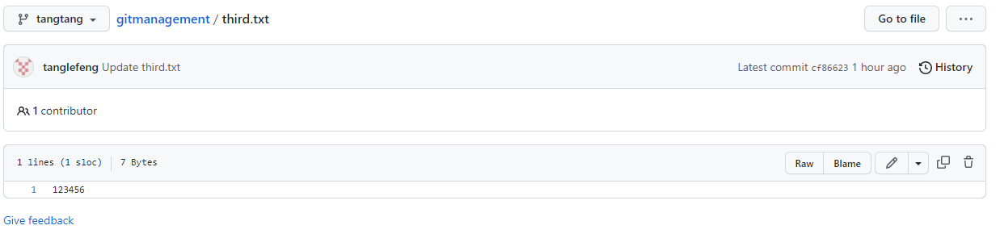 tangtang gitmanagement / third.txt Go to file ...
tanglefeng Update third.txt Latest commit cf86623 1 hour ago History
1 contributor
1 lines (1 sloc) 7 Bytes Raw Blame
1 123456
Give feedback